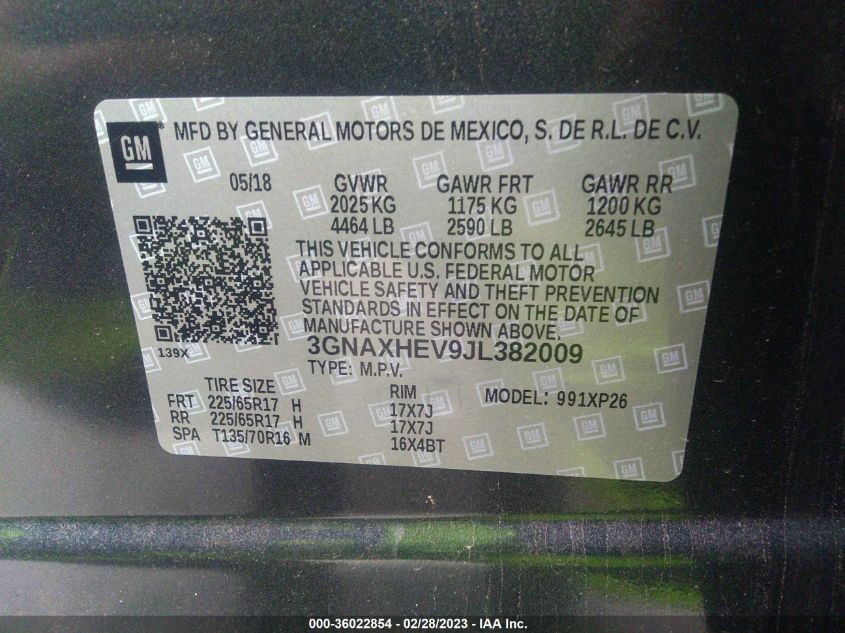 GM ® MFD BY GENERAL MOTORS DE MEXICO, S. DE R.L. DE C.V.
05/18 GVWR GAWR FRT GAWR RR
2025 KG 1175 KG 1200 KG
4464 LB 2590 LB 2645 LB
THIS VEHICLE CONFORMS TO ALL
APPLICABLE U.S. FEDERAL MOTOR
VEHICLE SAFETY AND THEFT PREVENTION
STANDARDS IN EFFECT ON THE DATE OF
MANUFACTURE SHOWN ABOVE.
139X 3GNAXHEV9JL382009
TYPE: M.P.V.
TIRE SIZE RIM MODEL: 991XP26
FRT 225/65R17 H 17X7J
RR 225/65R17 H 17X7J
SPA T135/70R16 M 16X4BT
000-36022854 - 02/28/2023 - IAA Inc.